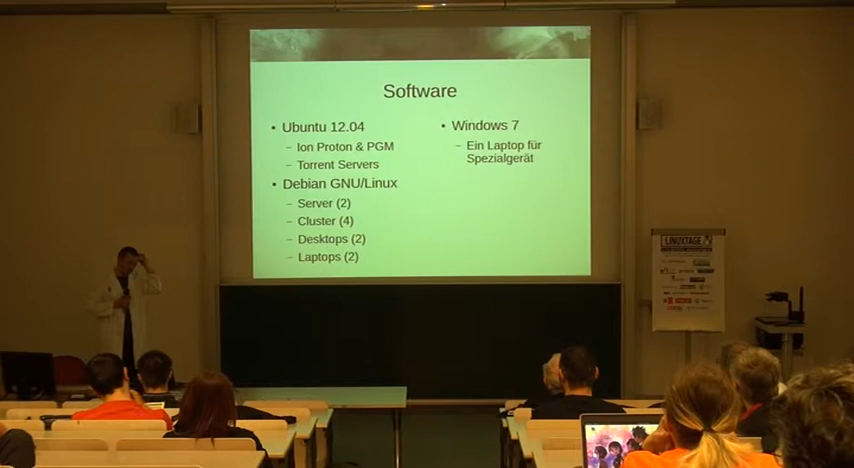 Software
• Ubuntu 12.04
– Ion Proton & PGM
– Torrent Servers
• Debian GNU/Linux
– Server (2)
– Cluster (4)
– Desktops (2)
– Laptops (2)
• Windows 7
– Ein Laptop für
Spezialgerät
LINUXTAGE